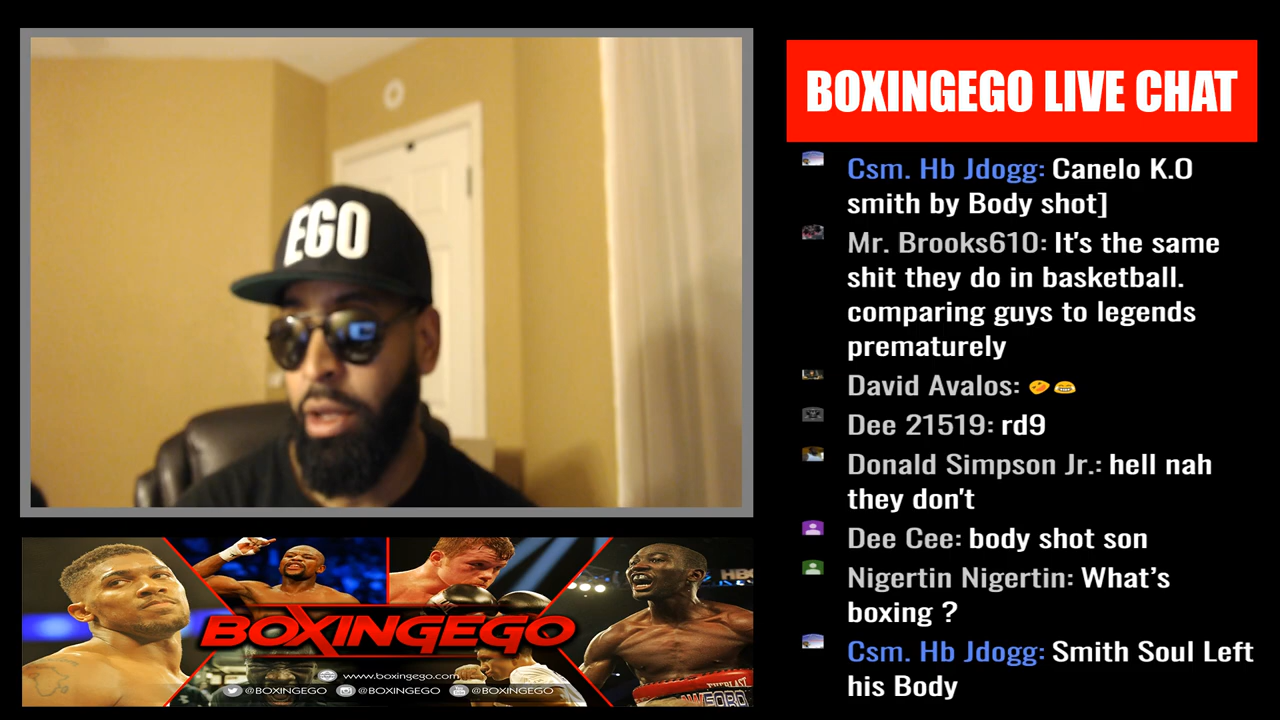 EGO
BOXINGEGO LIVE CHAT
Csm. Hb Jdogg: Canelo K.O
smith by Body shot]
Mr. Brooks610: It's the same
shit they do in basketball.
comparing guys to legends
prematurely
David Avalos: 🤣😂
Dee 21519: rd9
Donald Simpson Jr.: hell nah
they don't
Dee Cee: body shot son
Nigertin Nigertin: What's
boxing ?
Csm. Hb Jdogg: Smith Soul Left
his Body
HBO
BOXINGEGO
www.boxingego.com
@BOXINGEGO @BOXINGEGO @BOXINGEGO
EVERLAST